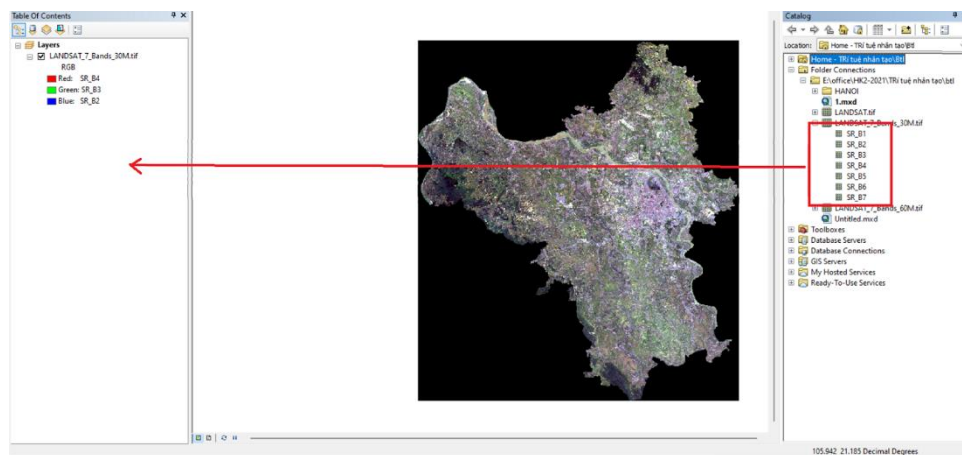 Table Of Contents
Layers
LANDSAT_7_Bands_30M.tif
RGB
Red: SR_B4
Green: SR_B3
Blue: SR_B2
Catalog
Location: Home - TRí tuệ nhân tạo\Btl
Home - TRí tuệ nhân tạo\Btl
Folder Connections
E:\office\HK2-2021\TRí tuệ nhân tạo\btl
HANOI
1.mxd
LANDSAT.tif
LANDSAT_7_Bands_30M.tif
SR_B1
SR_B2
SR_B3
SR_B4
SR_B5
SR_B6
SR_B7
LANDSAT_7_Bands_60M.tif
Untitled.mxd
Toolboxes
Database Servers
Database Connections
GIS Servers
My Hosted Services
Ready-To-Use Services
105.942 21.185 Decimal Degrees